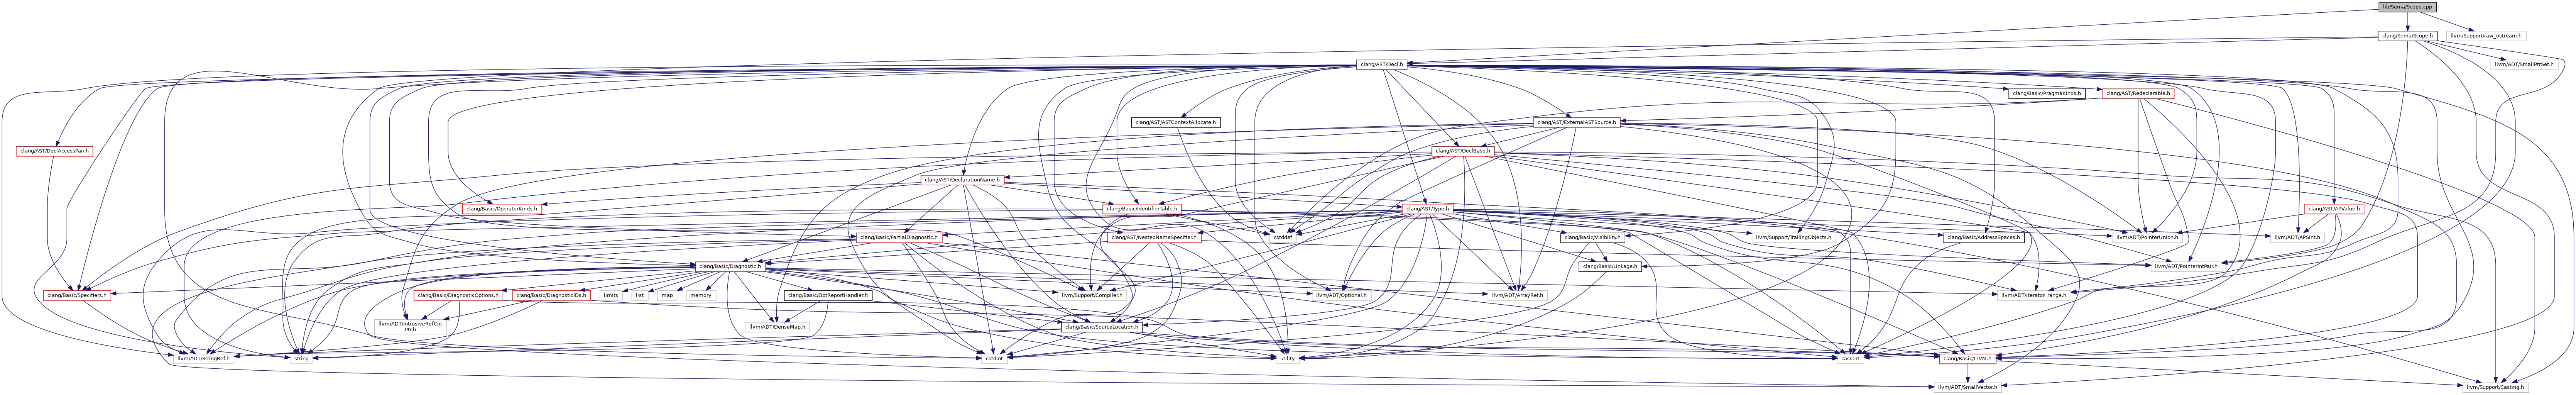 lib/Sema/Scope.cpp
clang/Sema/Scope.h
llvm/Support/raw_ostream.h
clang/AST/Decl.h
llvm/ADT/SmallPtrSet.h
clang/Basic/PragmaKinds.h
clang/AST/Redeclarable.h
clang/AST/ASTContextAllocate.h
clang/AST/ExternalASTSource.h
clang/AST/DeclAccessPair.h
clang/AST/DeclBase.h
clang/AST/DeclarationName.h
clang/Basic/OperatorKinds.h
clang/Basic/IdentifierTable.h
clang/AST/Type.h
clang/AST/APValue.h
clang/Basic/PartialDiagnostic.h
clang/AST/NestedNameSpecifier.h
cstddef
clang/Basic/Visibility.h
llvm/Support/TrailingObjects.h
clang/Basic/AddressSpaces.h
llvm/ADT/PointerUnion.h
llvm/ADT/APSInt.h
clang/Basic/Diagnostic.h
clang/Basic/Linkage.h
llvm/ADT/PointerIntPair.h
clang/Basic/Specifiers.h
clang/Basic/DiagnosticOptions.h
clang/Basic/DiagnosticIDs.h
limits
list
map
memory
clang/Basic/OptReportHandler.h
llvm/Support/Compiler.h
llvm/ADT/Optional.h
llvm/ADT/ArrayRef.h
llvm/ADT/iterator_range.h
llvm/ADT/IntrusiveRefCnt
Ptr.h
llvm/ADT/DenseMap.h
clang/Basic/SourceLocation.h
llvm/ADT/StringRef.h
string
cstdint
utility
cassert
clang/Basic/LLVM.h
llvm/ADT/SmallVector.h
llvm/Support/Casting.h